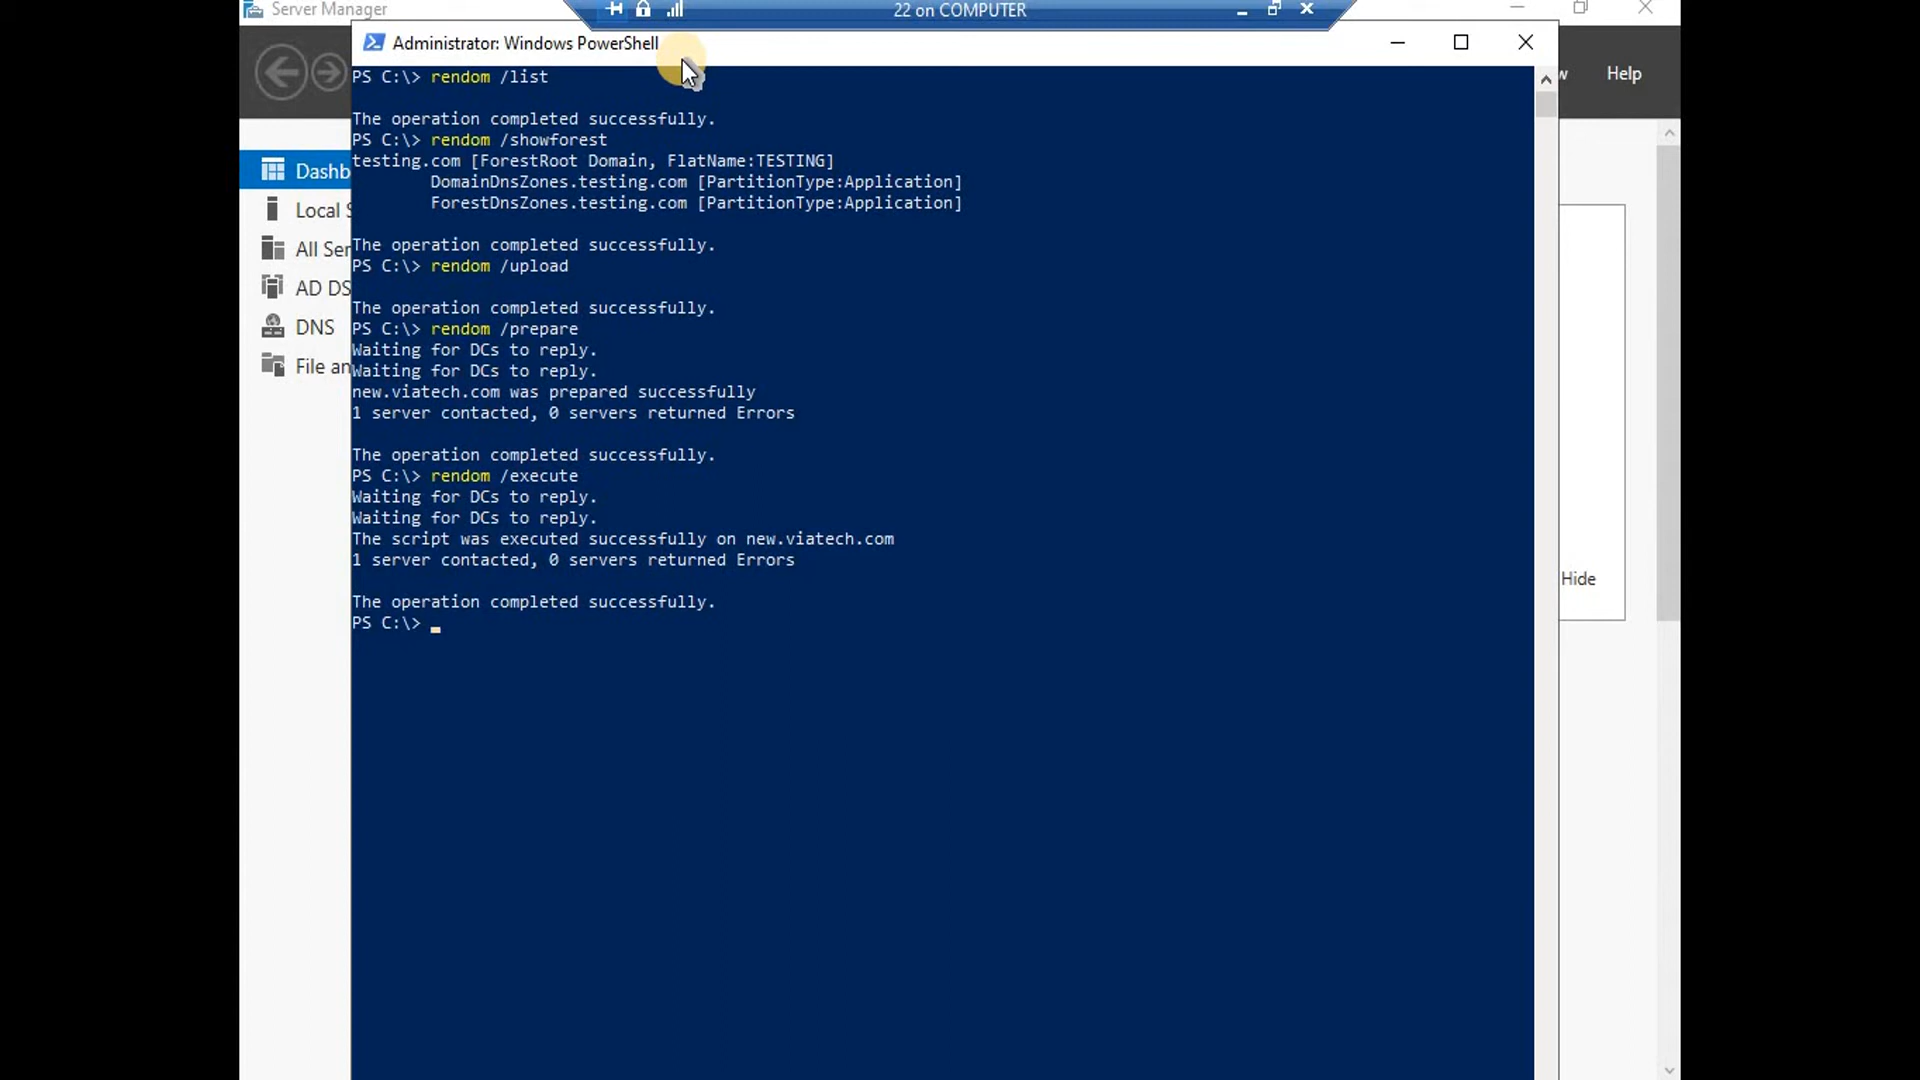 Server Manager
22 on COMPUTER
Administrator: Windows PowerShell
Help
PS C:\> rendom /list
The operation completed successfully.
PS C:\> rendom /showforest
testing.com [ForestRoot Domain, FlatName:TESTING]
DomainDnsZones.testing.com [PartitionType:Application]
ForestDnsZones.testing.com [PartitionType:Application]
The operation completed successfully.
PS C:\> rendom /upload
The operation completed successfully.
PS C:\> rendom /prepare
Waiting for DCs to reply.
Waiting for DCs to reply.
new.viatech.com was prepared successfully
1 server contacted, 0 servers returned Errors
The operation completed successfully.
PS C:\> rendom /execute
Waiting for DCs to reply.
Waiting for DCs to reply.
The script was executed successfully on new.viatech.com
1 server contacted, 0 servers returned Errors
The operation completed successfully.
PS C:\>
Dashb
Local S
All Ser
AD DS
DNS
File an
Hide